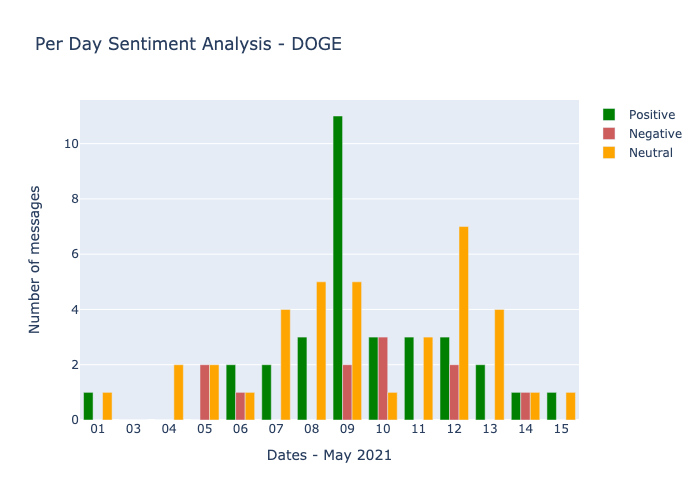 Per Day Sentiment Analysis - DOGE
Positive
Negative
Neutral
Number of messages
10
8
6
4
2
0
01 03 04 05 06 07 08 09 10 11 12 13 14 15
Dates - May 2021